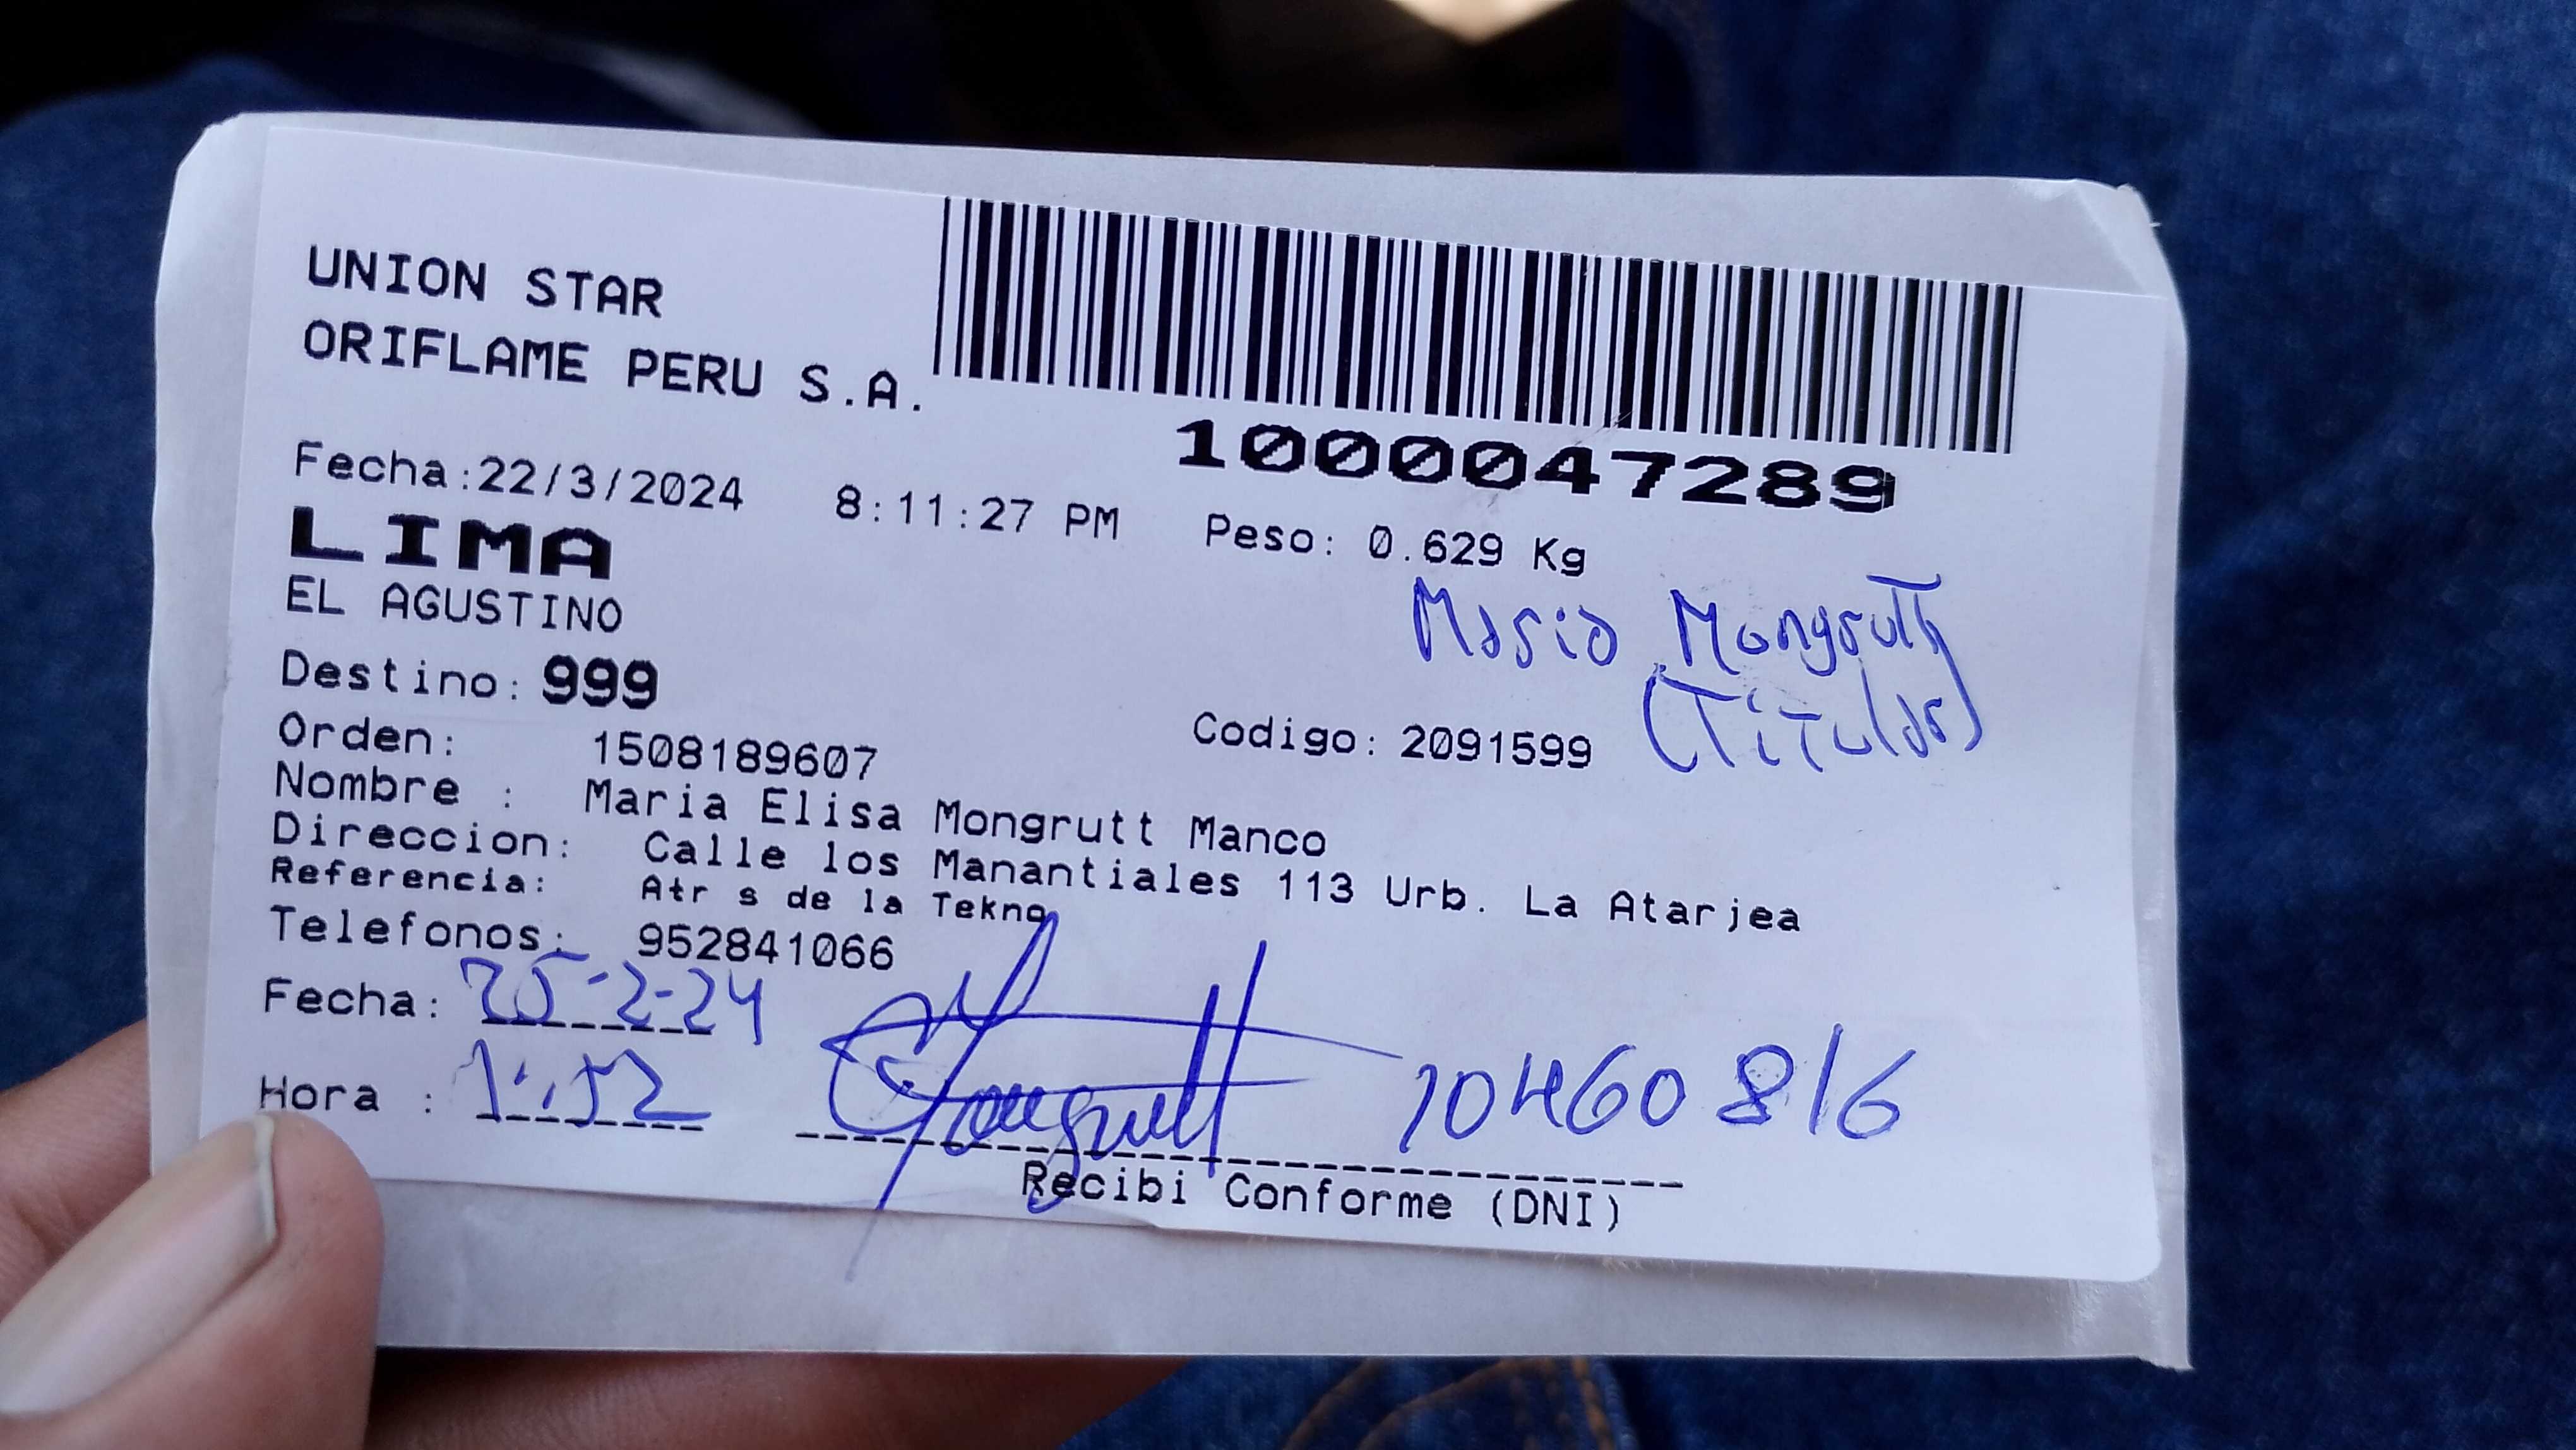 UNION STAR
ORIFLAME PERU S.A.
1000047289
Fecha:22/3/2024 8:11:27 PM Peso: 0.629 Kg
LIMA
EL AGUSTINO
Maria Mongrutt
(Titular)
Destino: 999
Orden: 1508189607 Codigo: 2091599
Nombre : Maria Elisa Mongrutt Manco
Direccion: Calle los Manantiales 113 Urb. La Atarjea
Referencia: Atr s de la Tekno
Telefonos: 952841066
Fecha: 25-2-24
Hora : 1:52
Mongrutt 10460816
Recibi Conforme (DNI)